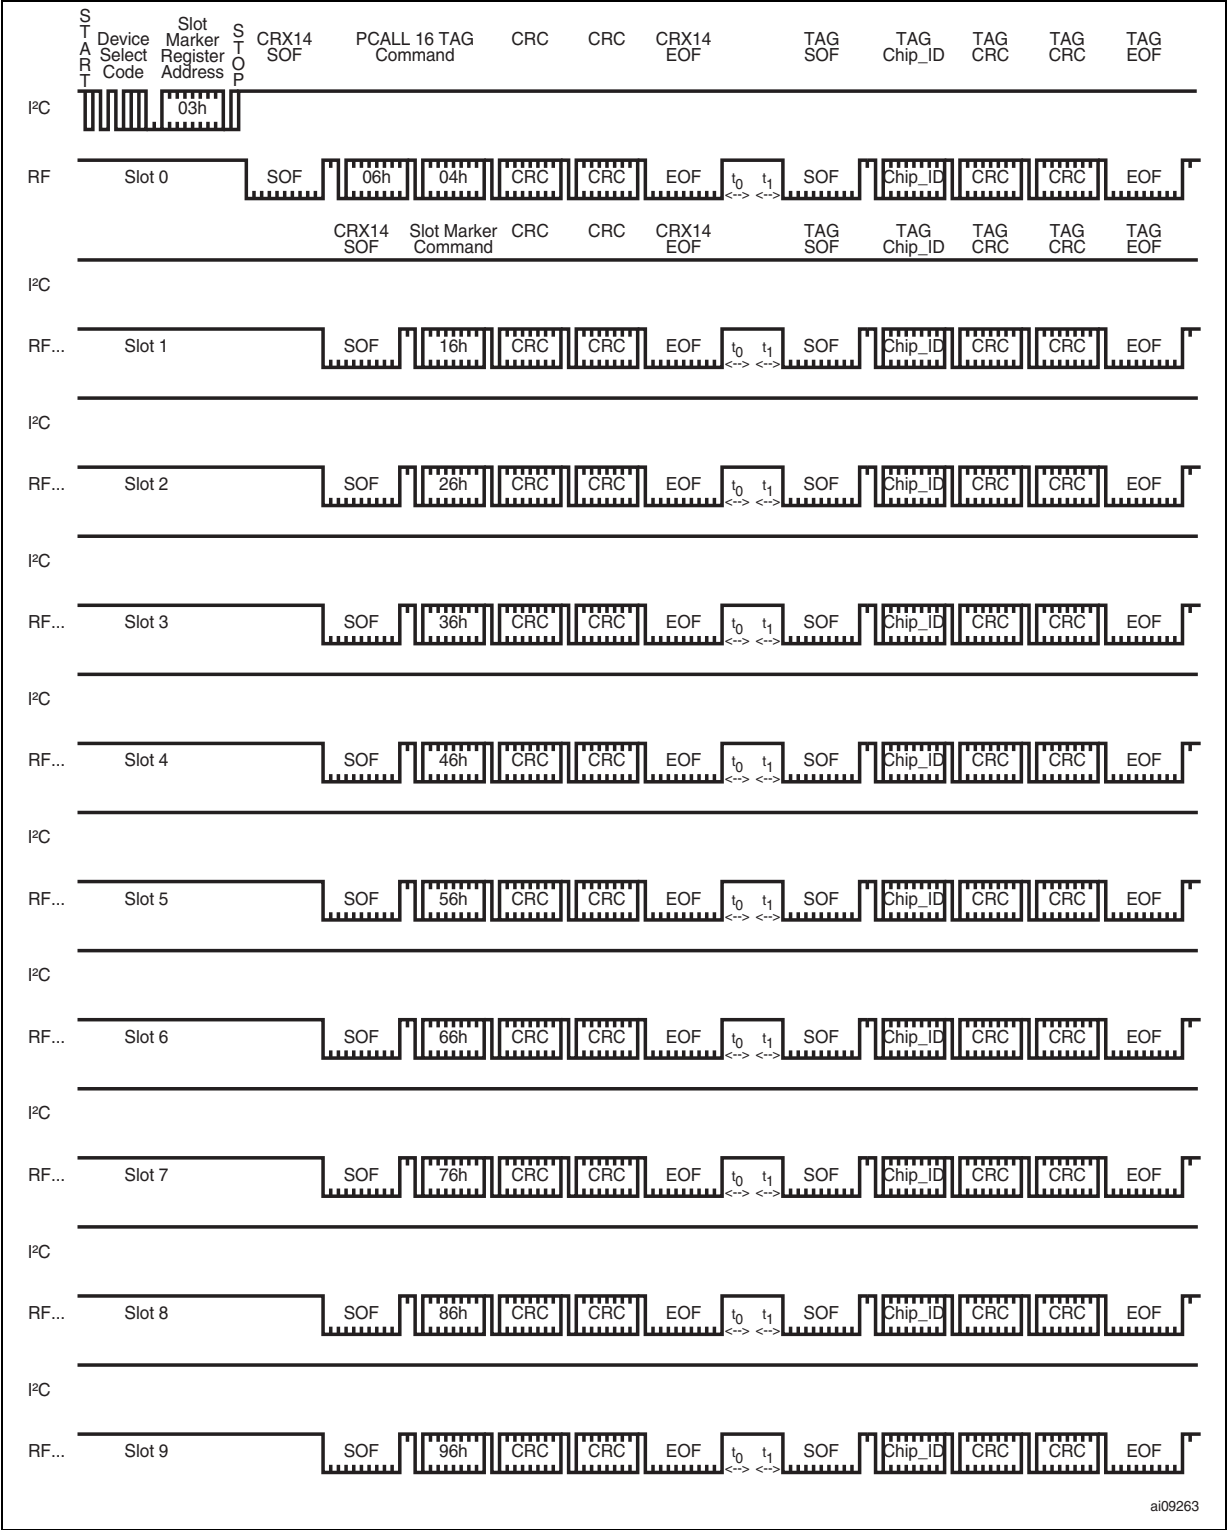 START Device Select Code Slot Marker Register Address STOP CRX14 SOF PCALL 16 TAG Command CRC CRC CRX14 EOF TAG SOF TAG Chip_ID TAG CRC TAG CRC TAG EOF
I²C 03h
RF Slot 0 SOF 06h 04h CRC CRC EOF t0 <--> t1 <--> SOF Chip_ID CRC CRC EOF
CRX14 SOF Slot Marker Command CRC CRC CRX14 EOF TAG SOF TAG Chip_ID TAG CRC TAG CRC TAG EOF
I²C
RF... Slot 1 SOF 16h CRC CRC EOF t0 <--> t1 <--> SOF Chip_ID CRC CRC EOF
I²C
RF... Slot 2 SOF 26h CRC CRC EOF t0 <--> t1 <--> SOF Chip_ID CRC CRC EOF
I²C
RF... Slot 3 SOF 36h CRC CRC EOF t0 <--> t1 <--> SOF Chip_ID CRC CRC EOF
I²C
RF... Slot 4 SOF 46h CRC CRC EOF t0 <--> t1 <--> SOF Chip_ID CRC CRC EOF
I²C
RF... Slot 5 SOF 56h CRC CRC EOF t0 <--> t1 <--> SOF Chip_ID CRC CRC EOF
I²C
RF... Slot 6 SOF 66h CRC CRC EOF t0 <--> t1 <--> SOF Chip_ID CRC CRC EOF
I²C
RF... Slot 7 SOF 76h CRC CRC EOF t0 <--> t1 <--> SOF Chip_ID CRC CRC EOF
I²C
RF... Slot 8 SOF 86h CRC CRC EOF t0 <--> t1 <--> SOF Chip_ID CRC CRC EOF
I²C
RF... Slot 9 SOF 96h CRC CRC EOF t0 <--> t1 <--> SOF Chip_ID CRC CRC EOF
ai09263